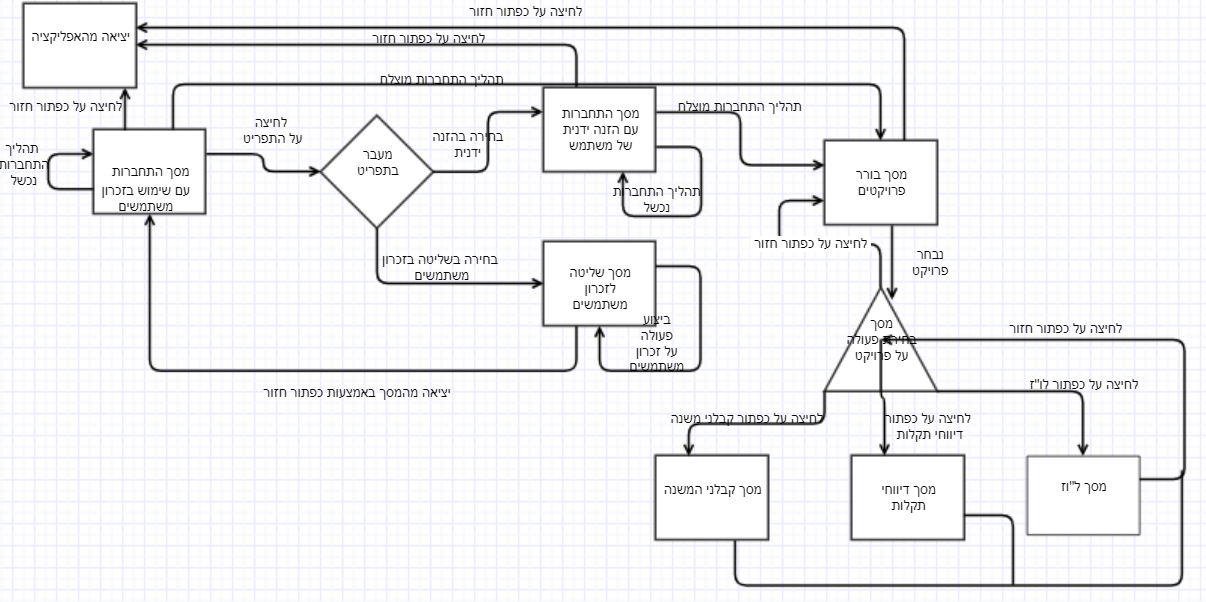 לחיצה על כפתור חזור
יציאה מהאפליקציה
לחיצה על כפתור חזור
תהליך התחברות מוצלח
לחיצה על כפתור חזור
תהליך התחברות מוצלח
מסך התחברות
עם הזנה ידנית
של משתמש
לחיצה
על התפריט
בחירה בהזנה
ידנית
תהליך
התחברות
נכשל
מסך התחברות
עם שימוש בזכרון
משתמשים
מעבר
בתפריט
מסך בורר
פרויקטים
תהליך התחברות
נכשל
לחיצה על כפתור חזור
נבחר
פרויקט
בחירה בשליטה בזכרון
משתמשים
מסך שליטה
לזכרון
משתמשים
ביצוע
פעולה
על זכרון
משתמשים
מסך
בחירת פעולה
על פרויקט
לחיצה על כפתור חזור
יציאה מהמסך באמצעות כפתור חזור
לחיצה על כפתור לו"ז
לחיצה על כפתור קבלני משנה
לחיצה על כפתור
דיווחי תקלות
מסך קבלני המשנה
מסך דיווחי
תקלות
מסך ל"וז